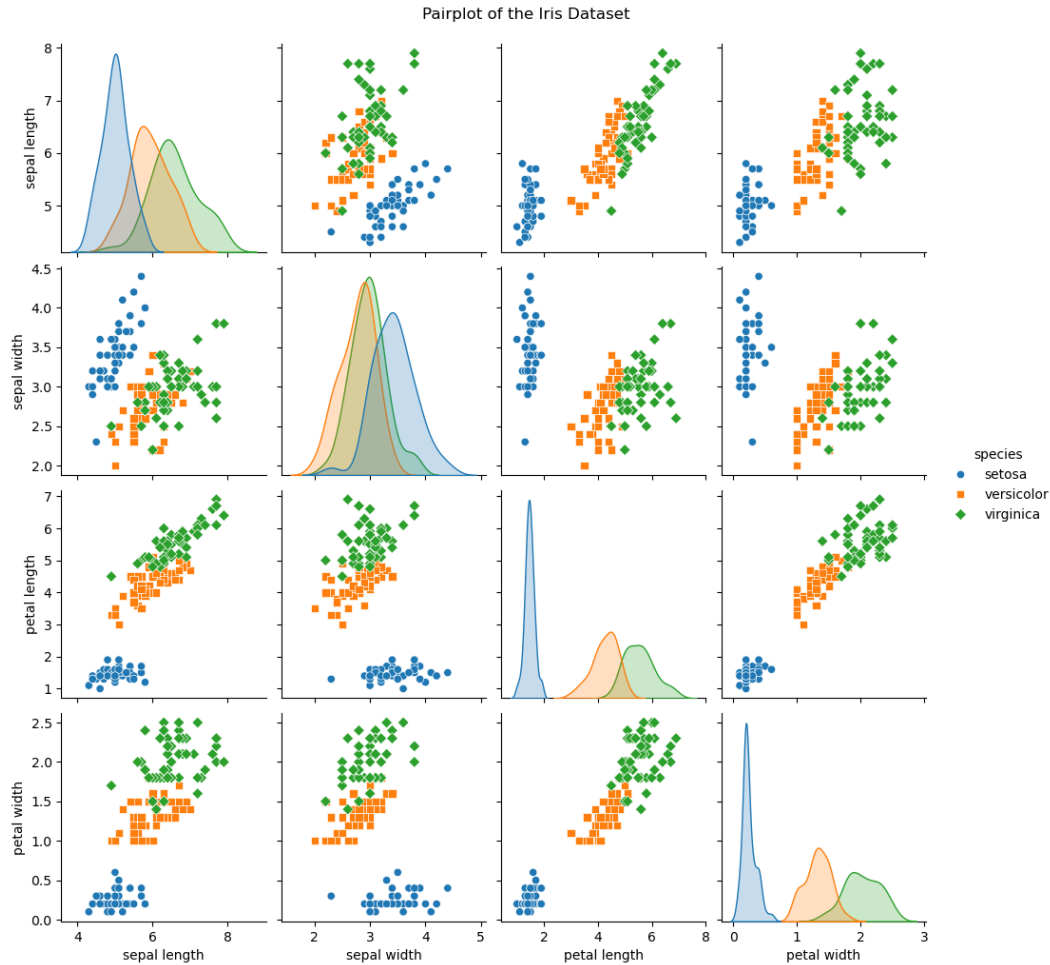 Pairplot of the Iris Dataset
8
7
6
5
sepal length
4.5
4.0
3.5
3.0
2.5
2.0
sepal width
7
6
5
4
3
2
1
petal length
2.5
2.0
1.5
1.0
0.5
0.0
petal width
4 6 8
sepal length
2 3 4 5
sepal width
2 4 6 8
petal length
0 1 2 3
petal width
species
setosa
versicolor
virginica